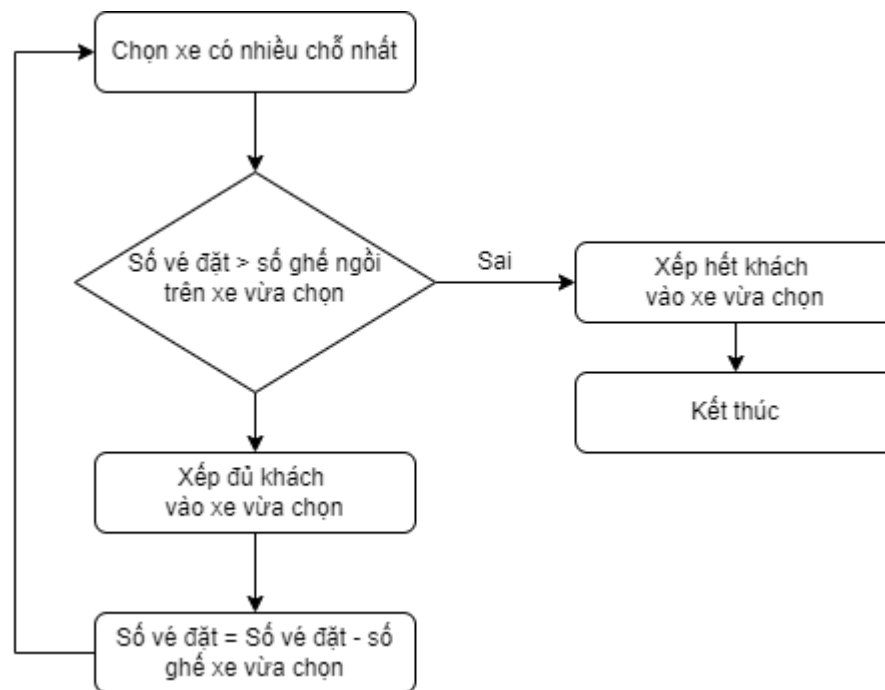 Chọn xe có nhiều chỗ nhất
Số vé đặt > số ghế ngồi
trên xe vừa chọn
Sai
Xếp hết khách
vào xe vừa chọn
Kết thúc
Xếp đủ khách
vào xe vừa chọn
Số vé đặt = Số vé đặt - số
ghế xe vừa chọn